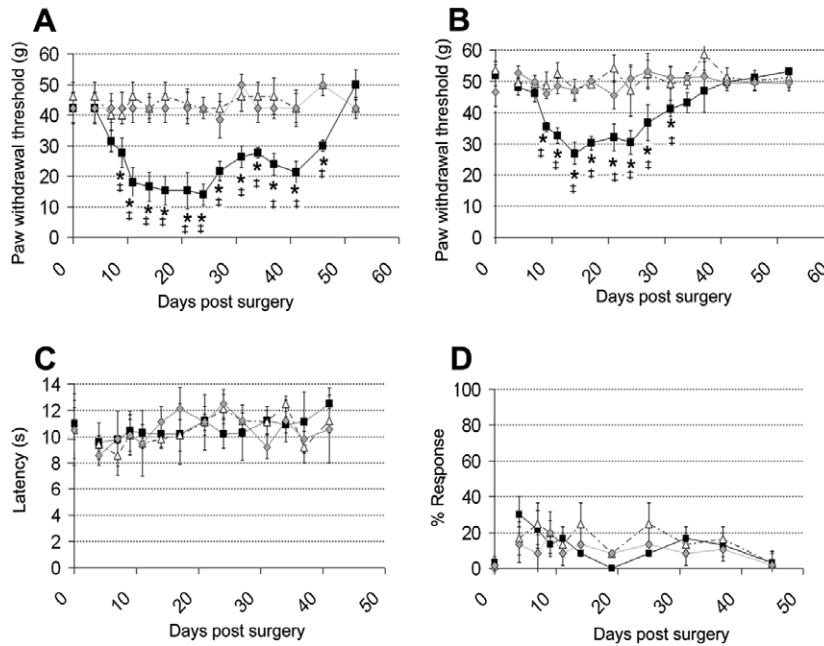 A
Paw withdrawal threshold (g)
60
50
40
30
20
10
0
* ‡ * ‡ * ‡ * ‡ * ‡ * ‡ * ‡ * ‡ * ‡ * ‡ * ‡ * ‡
0 10 20 30 40 50 60
Days post surgery
B
Paw withdrawal threshold (g)
60
50
40
30
20
10
0
* ‡ * ‡ * ‡ * ‡ * ‡ * ‡ * ‡ * ‡
0 10 20 30 40 50 60
Days post surgery
C
Latency (s)
14
12
10
8
6
4
2
0
0 10 20 30 40 50
Days post surgery
D
% Response
100
80
60
40
20
0
0 10 20 30 40 50
Days post surgery